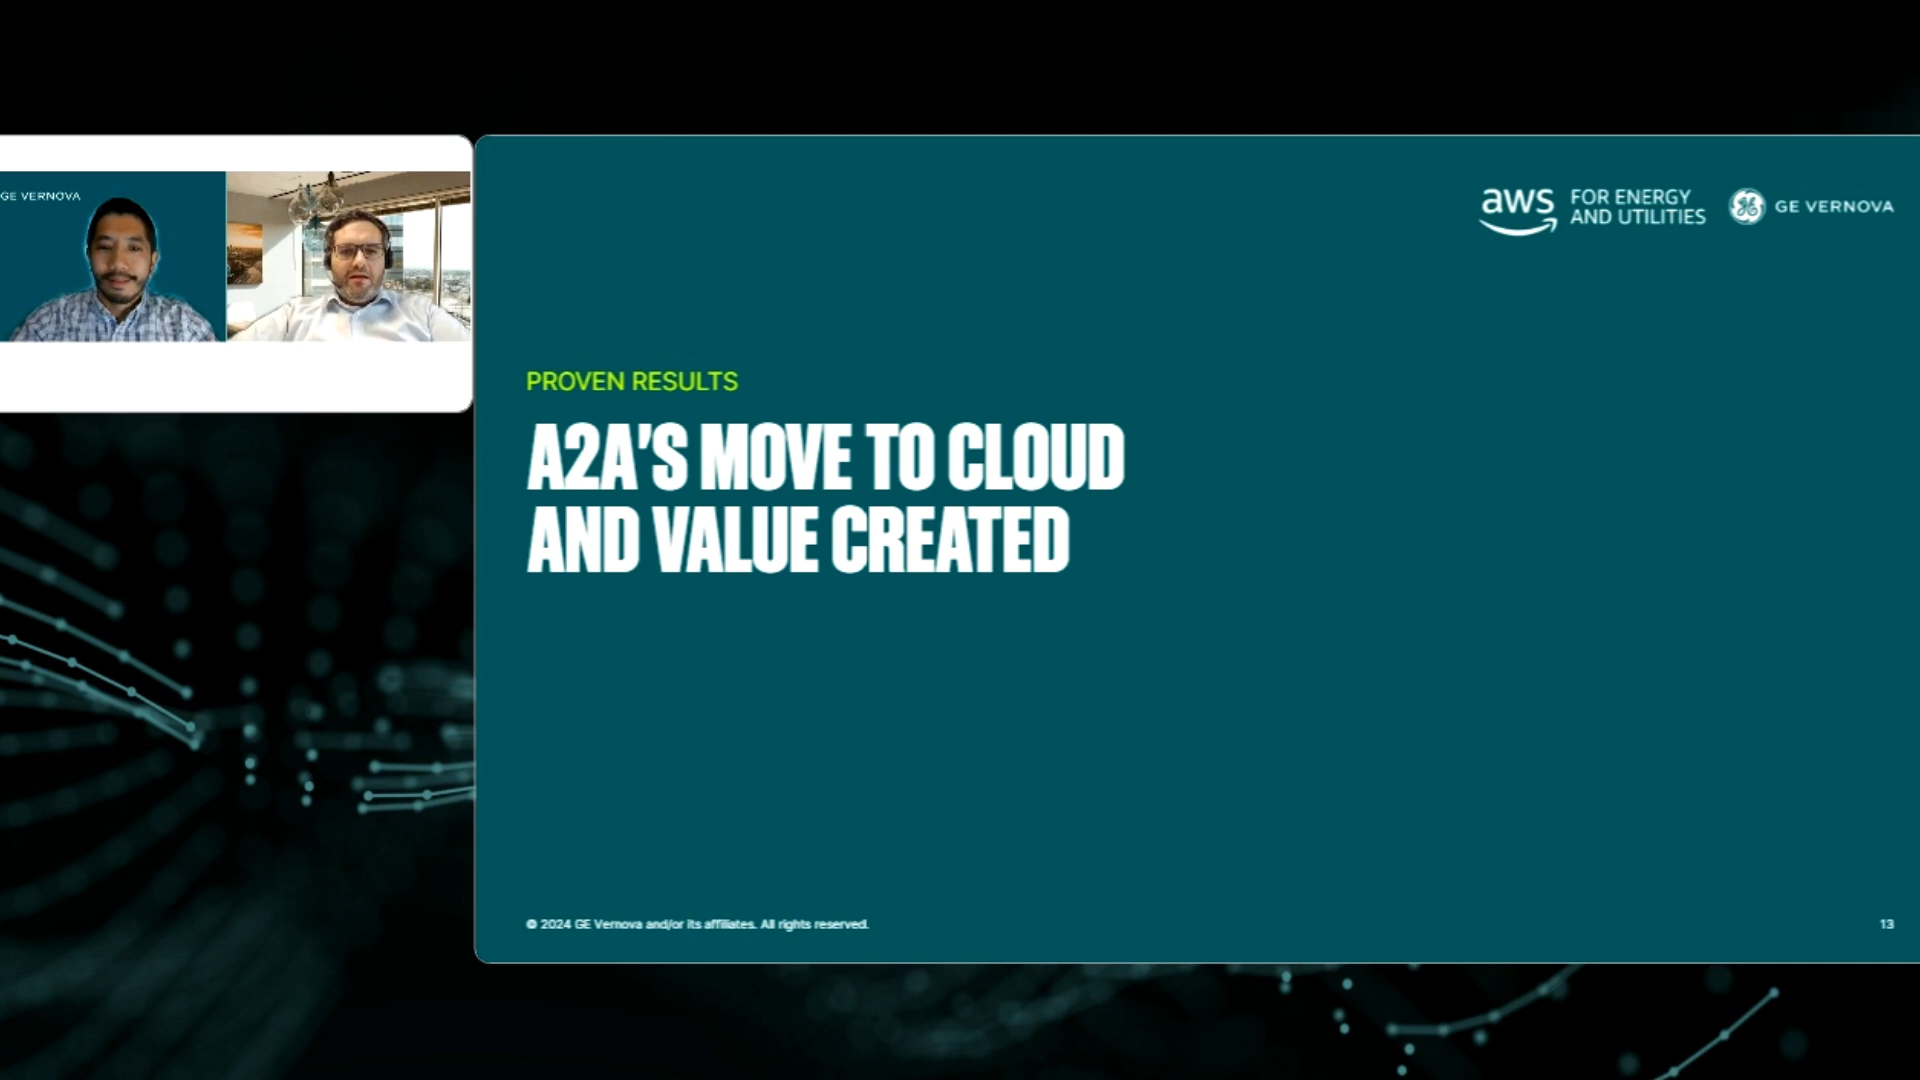 GE VERNOVA
aws
FOR ENERGY
AND UTILITIES
GE VERNOVA
PROVEN RESULTS
A2A'S MOVE TO CLOUD
AND VALUE CREATED
© 2024 GE Vernova and/or its affiliates. All rights reserved.
13